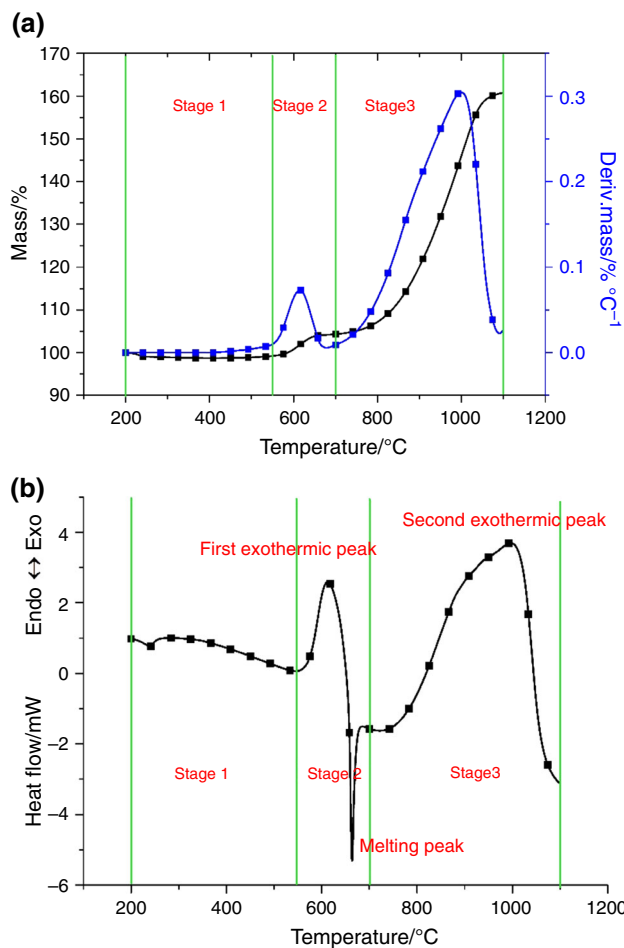 (a)
170
160
150
140
130
120
110
100
90
Mass/%
Stage 1
Stage 2
Stage3
0.3
0.2
0.1
0.0
Deriv.mass/% °C⁻¹
200 400 600 800 1000 1200
Temperature/°C
(b)
4
2
0
−2
−4
−6
Heat flow/mW Endo ↔ Exo
First exothermic peak
Second exothermic peak
Stage 1
Stage 2
Stage3
Melting peak
200 400 600 800 1000 1200
Temperature/°C